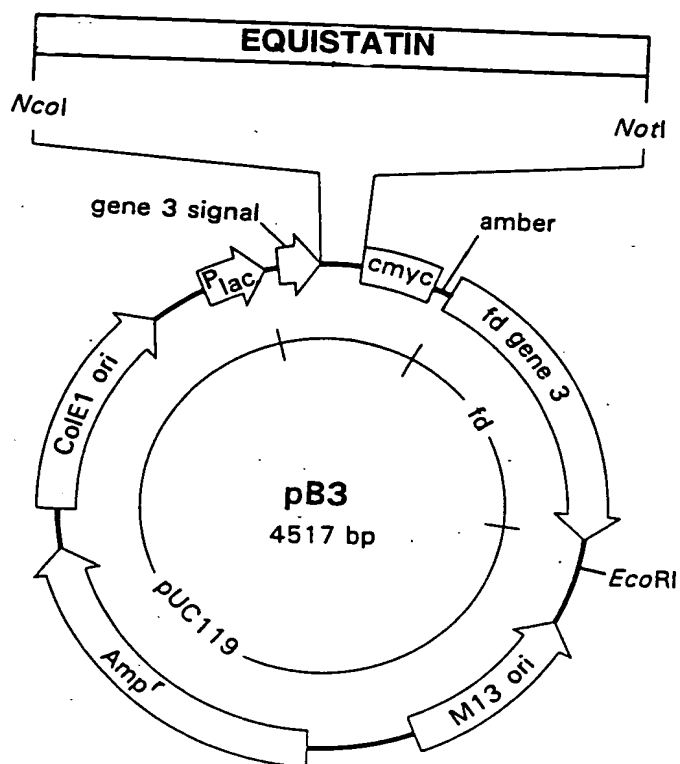 EQUISTATIN
NcoI
NotI
gene 3 signal
amber
Plac
cmyc
fd gene 3
ColE1 ori
fd
pB3
4517 bp
EcoRI
pUC119
M13 ori
Ampr